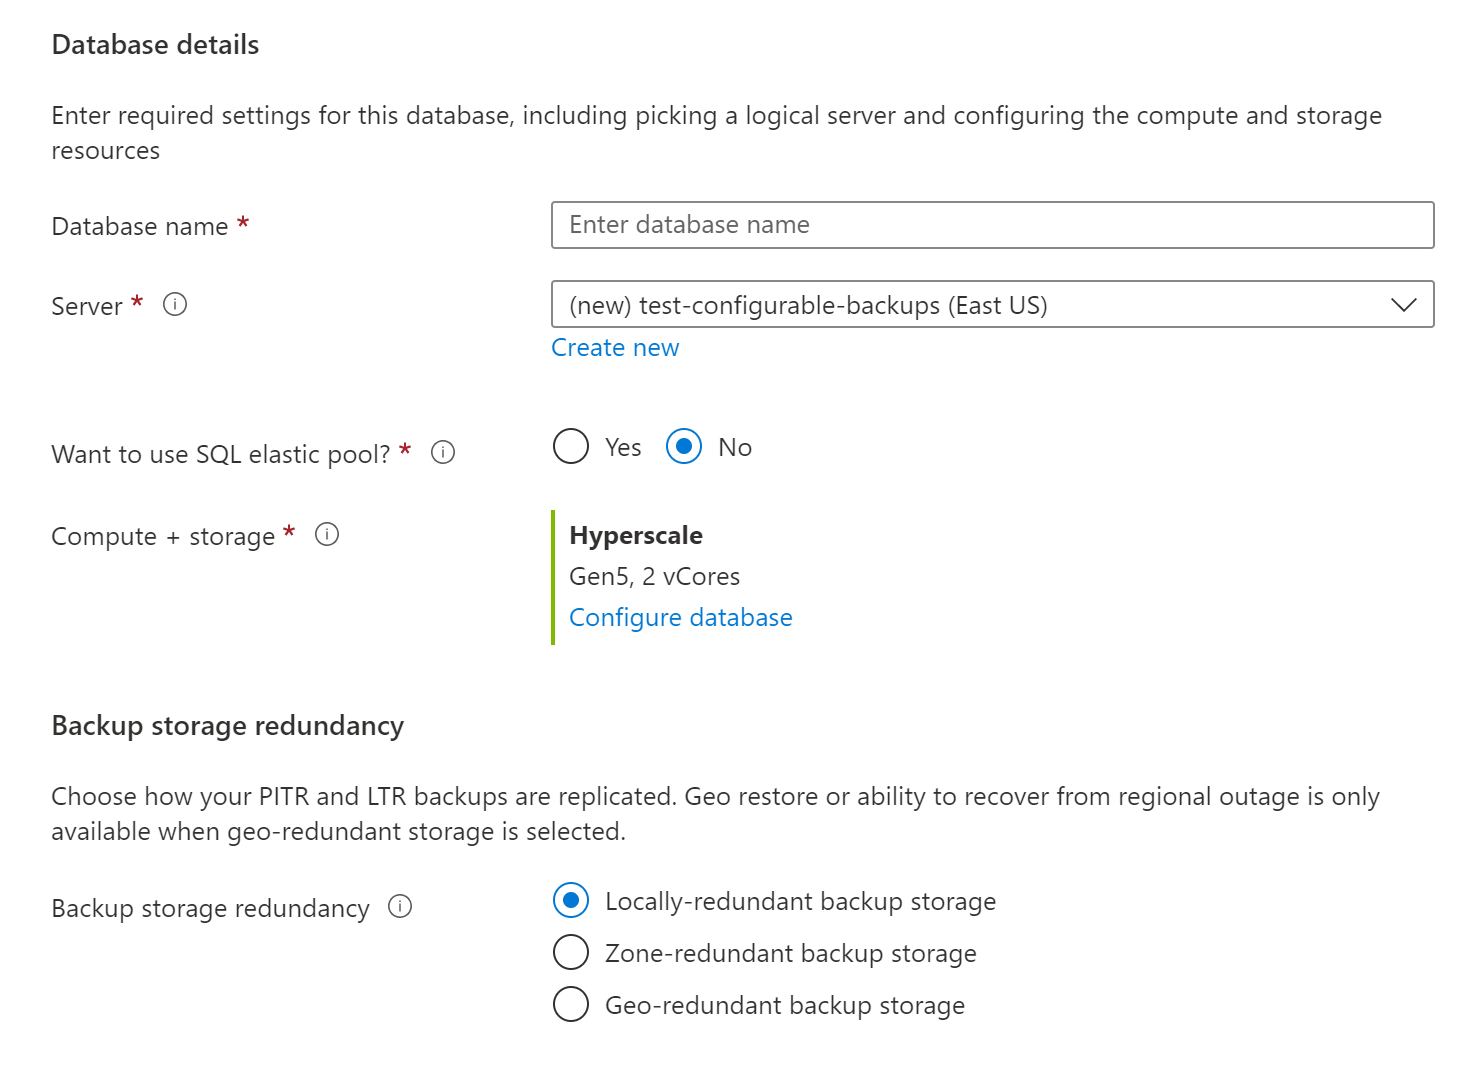 Database details
Enter required settings for this database, including picking a logical server and configuring the compute and storage
resources
Database name *
Enter database name
Server *
(new) test-configurable-backups (East US)
Create new
Want to use SQL elastic pool? *
Yes No
Compute + storage *
Hyperscale
Gen5, 2 vCores
Configure database
Backup storage redundancy
Choose how your PITR and LTR backups are replicated. Geo restore or ability to recover from regional outage is only
available when geo-redundant storage is selected.
Backup storage redundancy
Locally-redundant backup storage
Zone-redundant backup storage
Geo-redundant backup storage